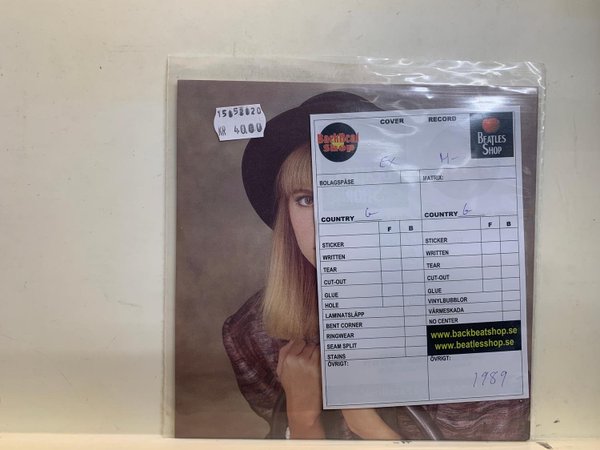 15052020
KR 40.00
COVER RECORD
BackBeat Shop
BEATLES SHOP
EX M-
BOLAGSPÅSE MATRIX:
COUNTRY G COUNTRY G
F B F B
STICKER STICKER
WRITTEN WRITTEN
TEAR TEAR
CUT-OUT CUT-OUT
GLUE GLUE
HOLE VINYLBUBBLOR
LAMINATSLÄPP VÄRMESKADA
BENT CORNER NO CENTER
RINGWEAR
SEAM SPLIT
STAINS
www.backbeatshop.se
www.beatlesshop.se
ÖVRIGT: ÖVRIGT:
1989